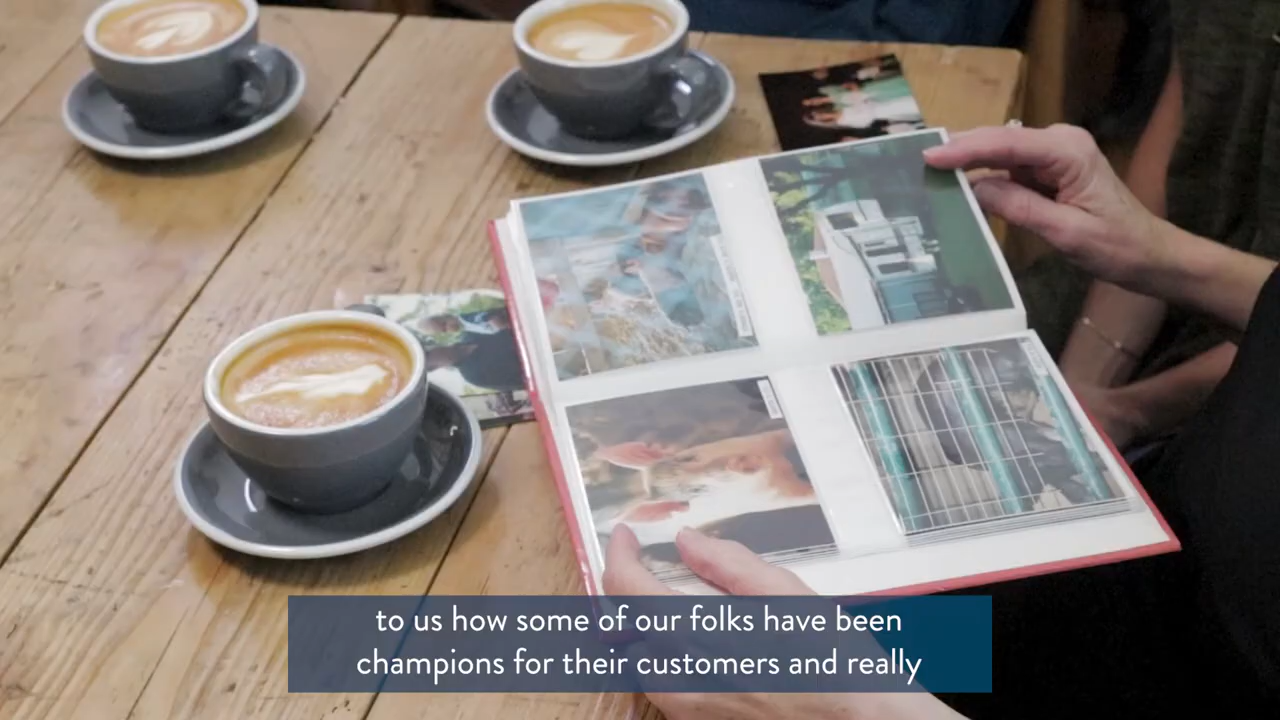 to us how some of our folks have been
champions for their customers and really